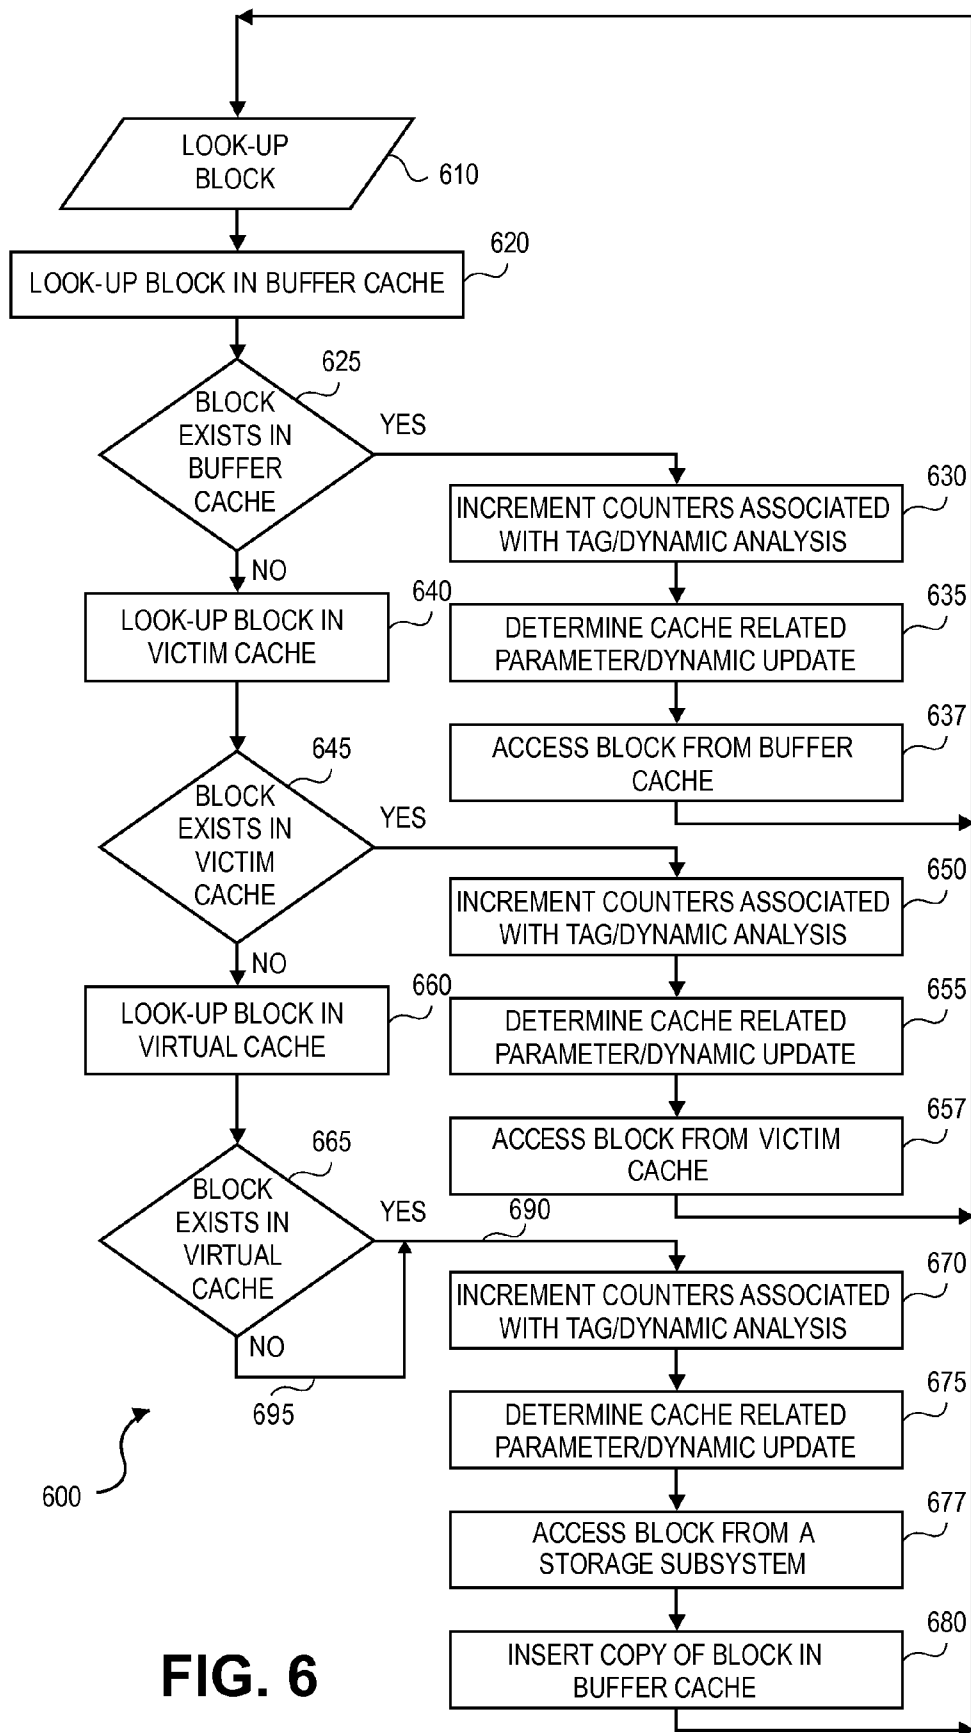 LOOK-UP
BLOCK
610
620
LOOK-UP BLOCK IN BUFFER CACHE
625
BLOCK
EXISTS IN
BUFFER
CACHE
YES
NO
630
INCREMENT COUNTERS ASSOCIATED
WITH TAG/DYNAMIC ANALYSIS
635
DETERMINE CACHE RELATED
PARAMETER/DYNAMIC UPDATE
637
ACCESS BLOCK FROM BUFFER
CACHE
640
LOOK-UP BLOCK IN
VICTIM CACHE
645
BLOCK
EXISTS IN
VICTIM
CACHE
YES
NO
650
INCREMENT COUNTERS ASSOCIATED
WITH TAG/DYNAMIC ANALYSIS
655
DETERMINE CACHE RELATED
PARAMETER/DYNAMIC UPDATE
657
ACCESS BLOCK FROM VICTIM
CACHE
660
LOOK-UP BLOCK IN
VIRTUAL CACHE
665
BLOCK
EXISTS IN
VIRTUAL
CACHE
YES
690
NO
695
670
INCREMENT COUNTERS ASSOCIATED
WITH TAG/DYNAMIC ANALYSIS
675
DETERMINE CACHE RELATED
PARAMETER/DYNAMIC UPDATE
677
ACCESS BLOCK FROM A
STORAGE SUBSYSTEM
680
INSERT COPY OF BLOCK IN
BUFFER CACHE
600
FIG. 6